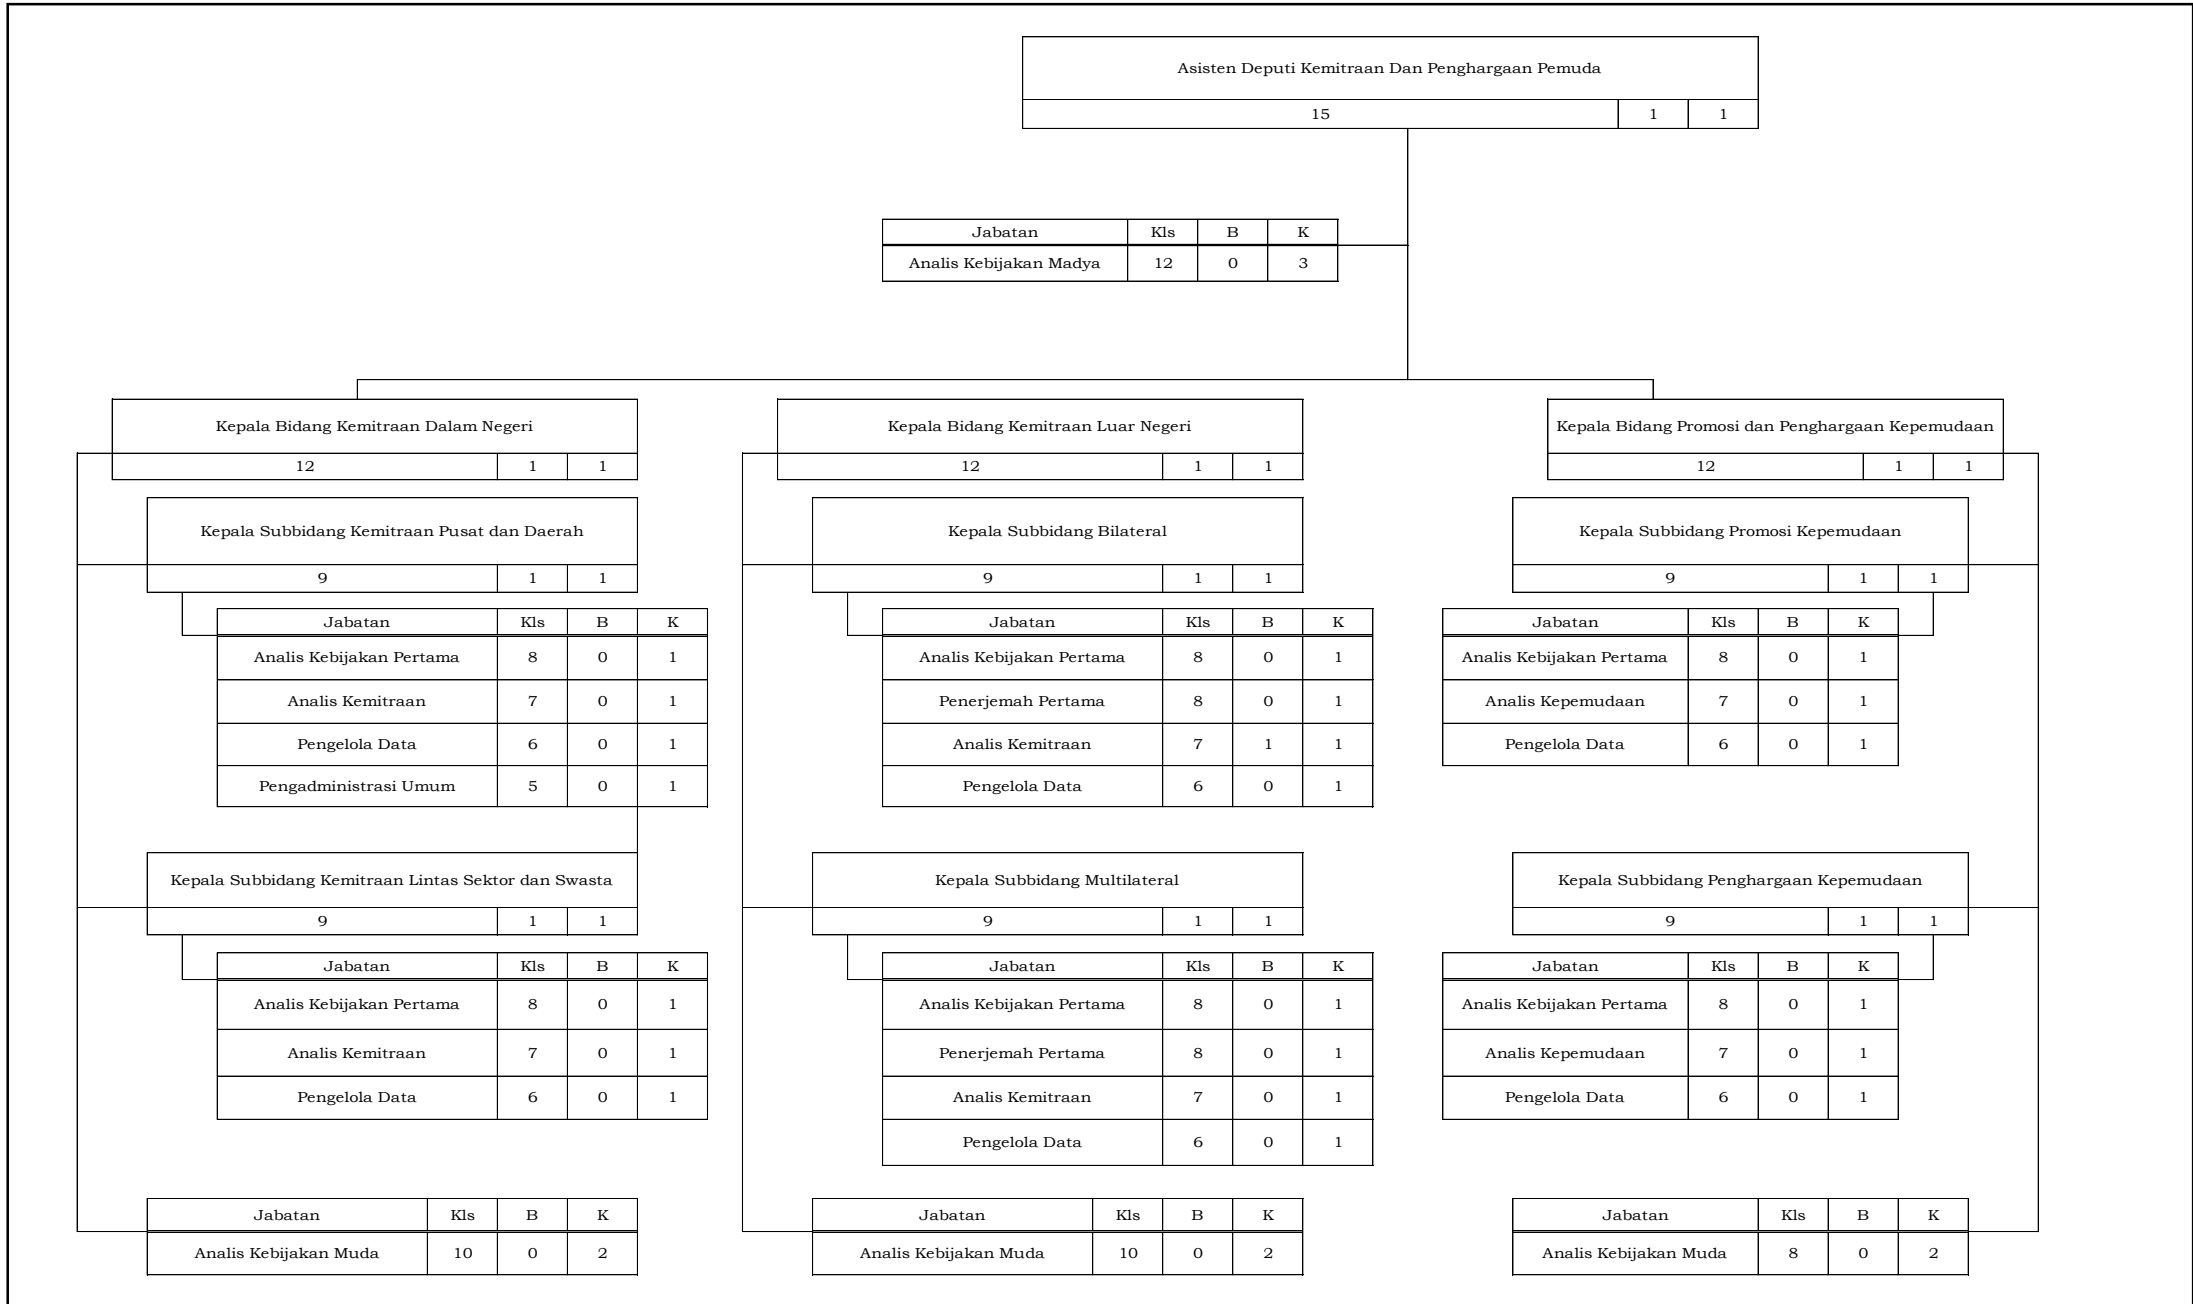 Asisten Deputi Kemitraan Dan Penghargaan Pemuda
15 1 1
Jabatan Kls B K
Analis Kebijakan Madya 12 0 3
Kepala Bidang Kemitraan Dalam Negeri
12 1 1
Kepala Subbidang Kemitraan Pusat dan Daerah
9 1 1
Jabatan Kls B K
Analis Kebijakan Pertama 8 0 1
Analis Kemitraan 7 0 1
Pengelola Data 6 0 1
Pengadministrasi Umum 5 0 1
Kepala Subbidang Kemitraan Lintas Sektor dan Swasta
9 1 1
Jabatan Kls B K
Analis Kebijakan Pertama 8 0 1
Analis Kemitraan 7 0 1
Pengelola Data 6 0 1
Jabatan Kls B K
Analis Kebijakan Muda 10 0 2
Kepala Bidang Kemitraan Luar Negeri
12 1 1
Kepala Subbidang Bilateral
9 1 1
Jabatan Kls B K
Analis Kebijakan Pertama 8 0 1
Penerjemah Pertama 8 0 1
Analis Kemitraan 7 1 1
Pengelola Data 6 0 1
Kepala Subbidang Multilateral
9 1 1
Jabatan Kls B K
Analis Kebijakan Pertama 8 0 1
Penerjemah Pertama 8 0 1
Analis Kemitraan 7 0 1
Pengelola Data 6 0 1
Jabatan Kls B K
Analis Kebijakan Muda 10 0 2
Kepala Bidang Promosi dan Penghargaan Kepemudaan
12 1 1
Kepala Subbidang Promosi Kepemudaan
9 1 1
Jabatan Kls B K
Analis Kebijakan Pertama 8 0 1
Analis Kepemudaan 7 0 1
Pengelola Data 6 0 1
Kepala Subbidang Penghargaan Kepemudaan
9 1 1
Jabatan Kls B K
Analis Kebijakan Pertama 8 0 1
Analis Kepemudaan 7 0 1
Pengelola Data 6 0 1
Jabatan Kls B K
Analis Kebijakan Muda 8 0 2